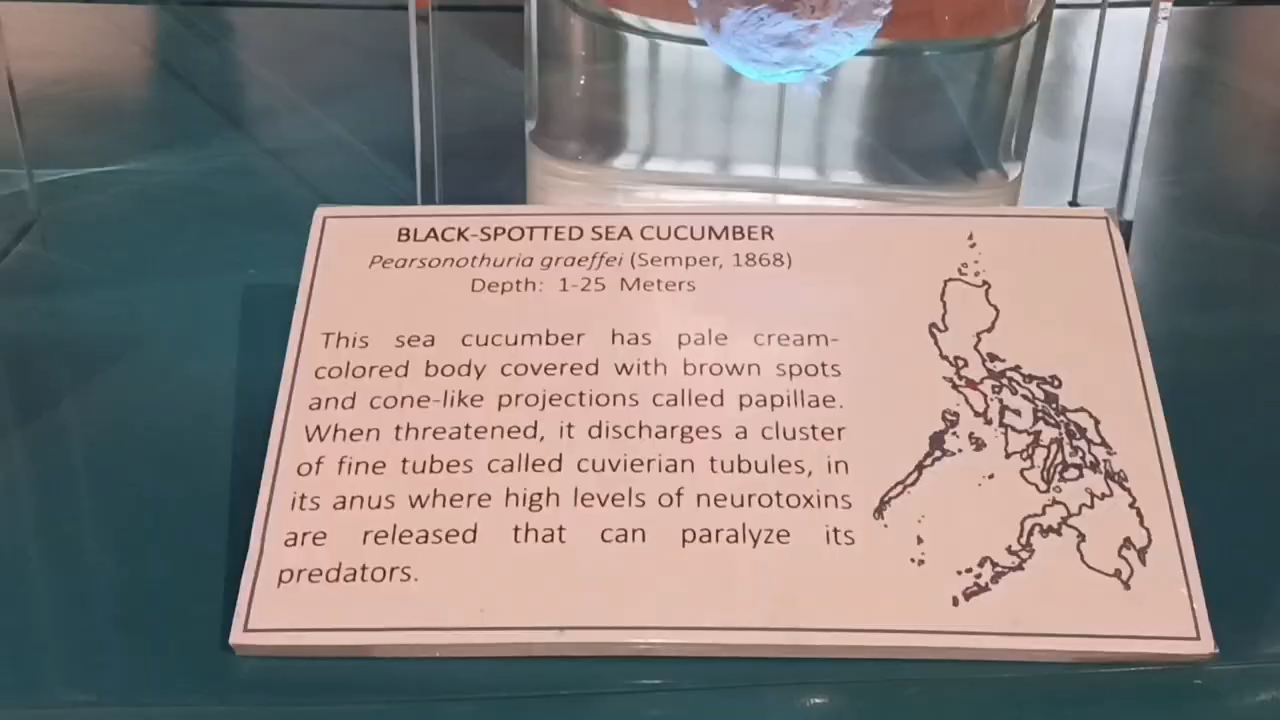 BLACK-SPOTTED SEA CUCUMBER
Pearsonothuria graeffei (Semper, 1868)
Depth: 1-25 Meters
This sea cucumber has pale cream-
colored body covered with brown spots
and cone-like projections called papillae.
When threatened, it discharges a cluster
of fine tubes called cuvierian tubules, in
its anus where high levels of neurotoxins
are released that can paralyze its
predators.